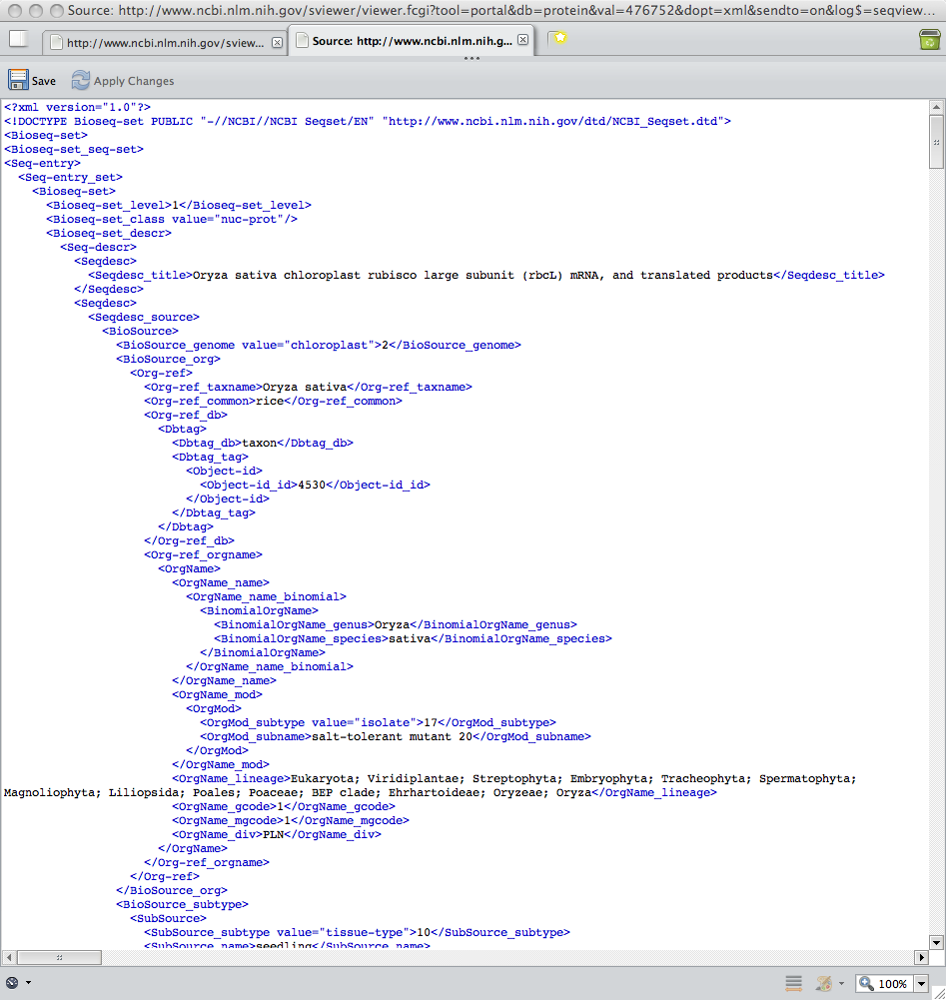 Source: http://www.ncbi.nlm.nih.gov/sviewer/viewer.fcgi?tool=portal&db=protein&val=476752&dopt=xml&sendto=on&log$=seqview...
http://www.ncbi.nlm.nih.gov/sview... Source: http://www.ncbi.nlm.nih.g...
Save Apply Changes
<?xml version="1.0"?>
<!DOCTYPE Bioseq-set PUBLIC "-//NCBI//NCBI Seqset/EN" "http://www.ncbi.nlm.nih.gov/dtd/NCBI_Seqset.dtd">
<Bioseq-set>
<Bioseq-set_seq-set>
<Seq-entry>
<Seq-entry_set>
<Bioseq-set>
<Bioseq-set_level>1</Bioseq-set_level>
<Bioseq-set_class value="nuc-prot"/>
<Bioseq-set_descr>
<Seq-descr>
<Seqdesc>
<Seqdesc_title>Oryza sativa chloroplast rubisco large subunit (rbcL) mRNA, and translated products</Seqdesc_title>
</Seqdesc>
<Seqdesc>
<Seqdesc_source>
<BioSource>
<BioSource_genome value="chloroplast">2</BioSource_genome>
<BioSource_org>
<Org-ref>
<Org-ref_taxname>Oryza sativa</Org-ref_taxname>
<Org-ref_common>rice</Org-ref_common>
<Org-ref_db>
<Dbtag>
<Dbtag_db>taxon</Dbtag_db>
<Dbtag_tag>
<Object-id>
<Object-id_id>4530</Object-id_id>
</Object-id>
</Dbtag_tag>
</Dbtag>
</Org-ref_db>
<Org-ref_orgname>
<OrgName>
<OrgName_name>
<OrgName_name_binomial>
<BinomialOrgName>
<BinomialOrgName_genus>Oryza</BinomialOrgName_genus>
<BinomialOrgName_species>sativa</BinomialOrgName_species>
</BinomialOrgName>
</OrgName_name_binomial>
</OrgName_name>
<OrgName_mod>
<OrgMod>
<OrgMod_subtype value="isolate">17</OrgMod_subtype>
<OrgMod_subname>salt-tolerant mutant 20</OrgMod_subname>
</OrgMod>
</OrgName_mod>
<OrgName_lineage>Eukaryota; Viridiplantae; Streptophyta; Embryophyta; Tracheophyta; Spermatophyta;
Magnoliophyta; Liliopsida; Poales; Poaceae; BEP clade; Ehrhartoideae; Oryzeae; Oryza</OrgName_lineage>
<OrgName_gcode>1</OrgName_gcode>
<OrgName_mgcode>1</OrgName_mgcode>
<OrgName_div>PLN</OrgName_div>
</OrgName>
</Org-ref_orgname>
</Org-ref>
</BioSource_org>
<BioSource_subtype>
<SubSource>
<SubSource_subtype value="tissue-type">10</SubSource_subtype>
<SubSource_name>seedling</SubSource_name>
100%